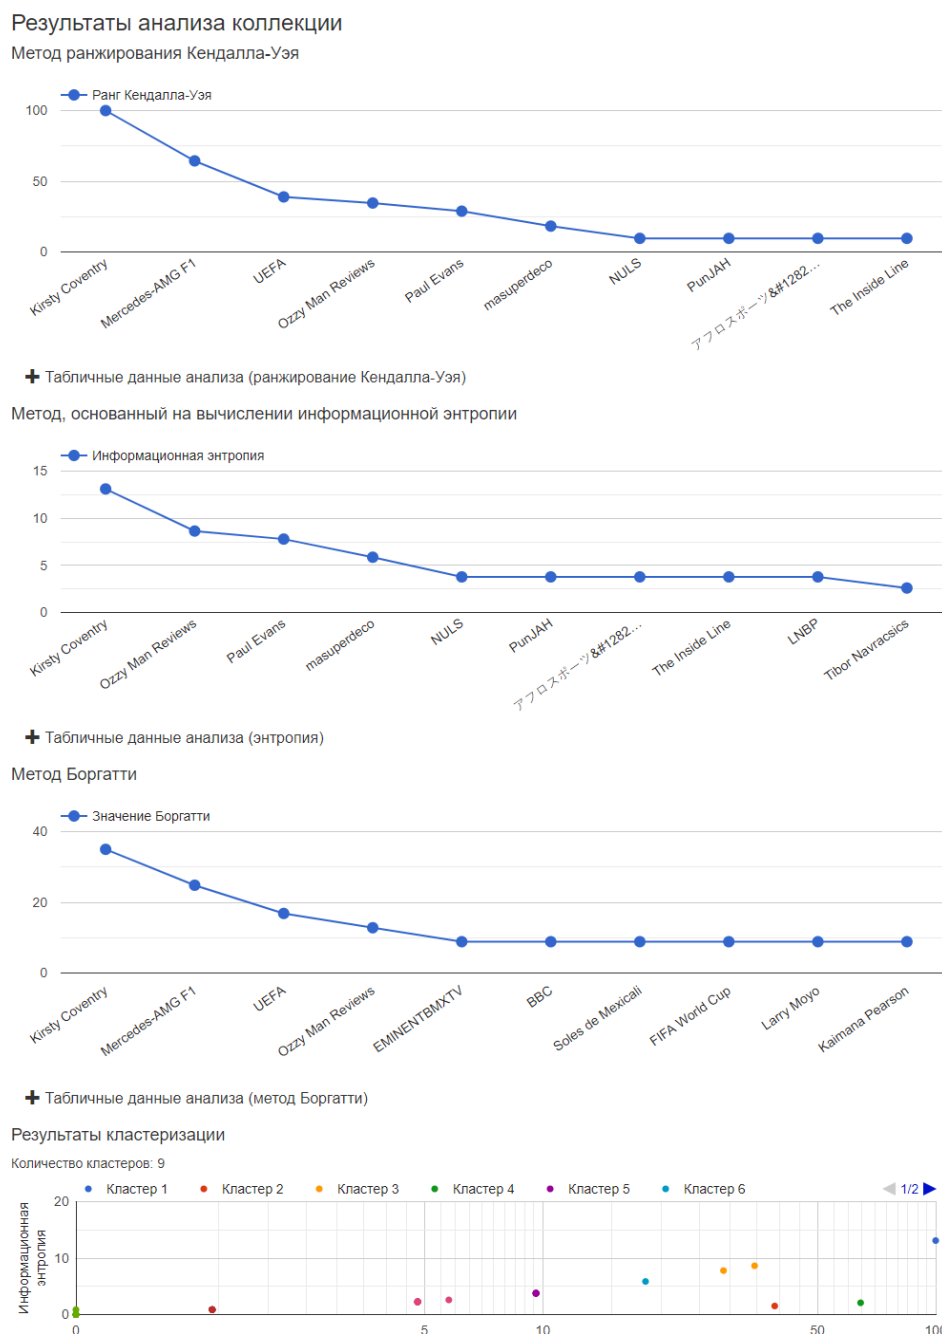 Результаты анализа коллекции
Метод ранжирования Кендалла-Уэя
Ранг Кендалла-Уэя
100
50
0
Kirsty Coventry
Mercedes-AMG F1
UEFA
Ozzy Man Reviews
Paul Evans
masuperdeco
NULS
PunJAH
アフロスポーツ&#1282...
The Inside Line
Табличные данные анализа (ранжирование Кендалла-Уэя)
Метод, основанный на вычислении информационной энтропии
Информационная энтропия
15
10
5
0
Kirsty Coventry
Ozzy Man Reviews
Paul Evans
masuperdeco
NULS
PunJAH
アフロスポーツ&#1282...
The Inside Line
LNBP
Tibor Navracsics
Табличные данные анализа (энтропия)
Метод Боргатти
Значение Боргатти
40
20
0
Kirsty Coventry
Mercedes-AMG F1
UEFA
Ozzy Man Reviews
EMINENTBMXTV
BBC
Soles de Mexicali
FIFA World Cup
Larry Moyo
Kaimana Pearson
Табличные данные анализа (метод Боргатти)
Результаты кластеризации
Количество кластеров: 9
Кластер 1 Кластер 2 Кластер 3 Кластер 4 Кластер 5 Кластер 6 1/2
Информационная
энтропия
20
10
0
0 5 10 50 100